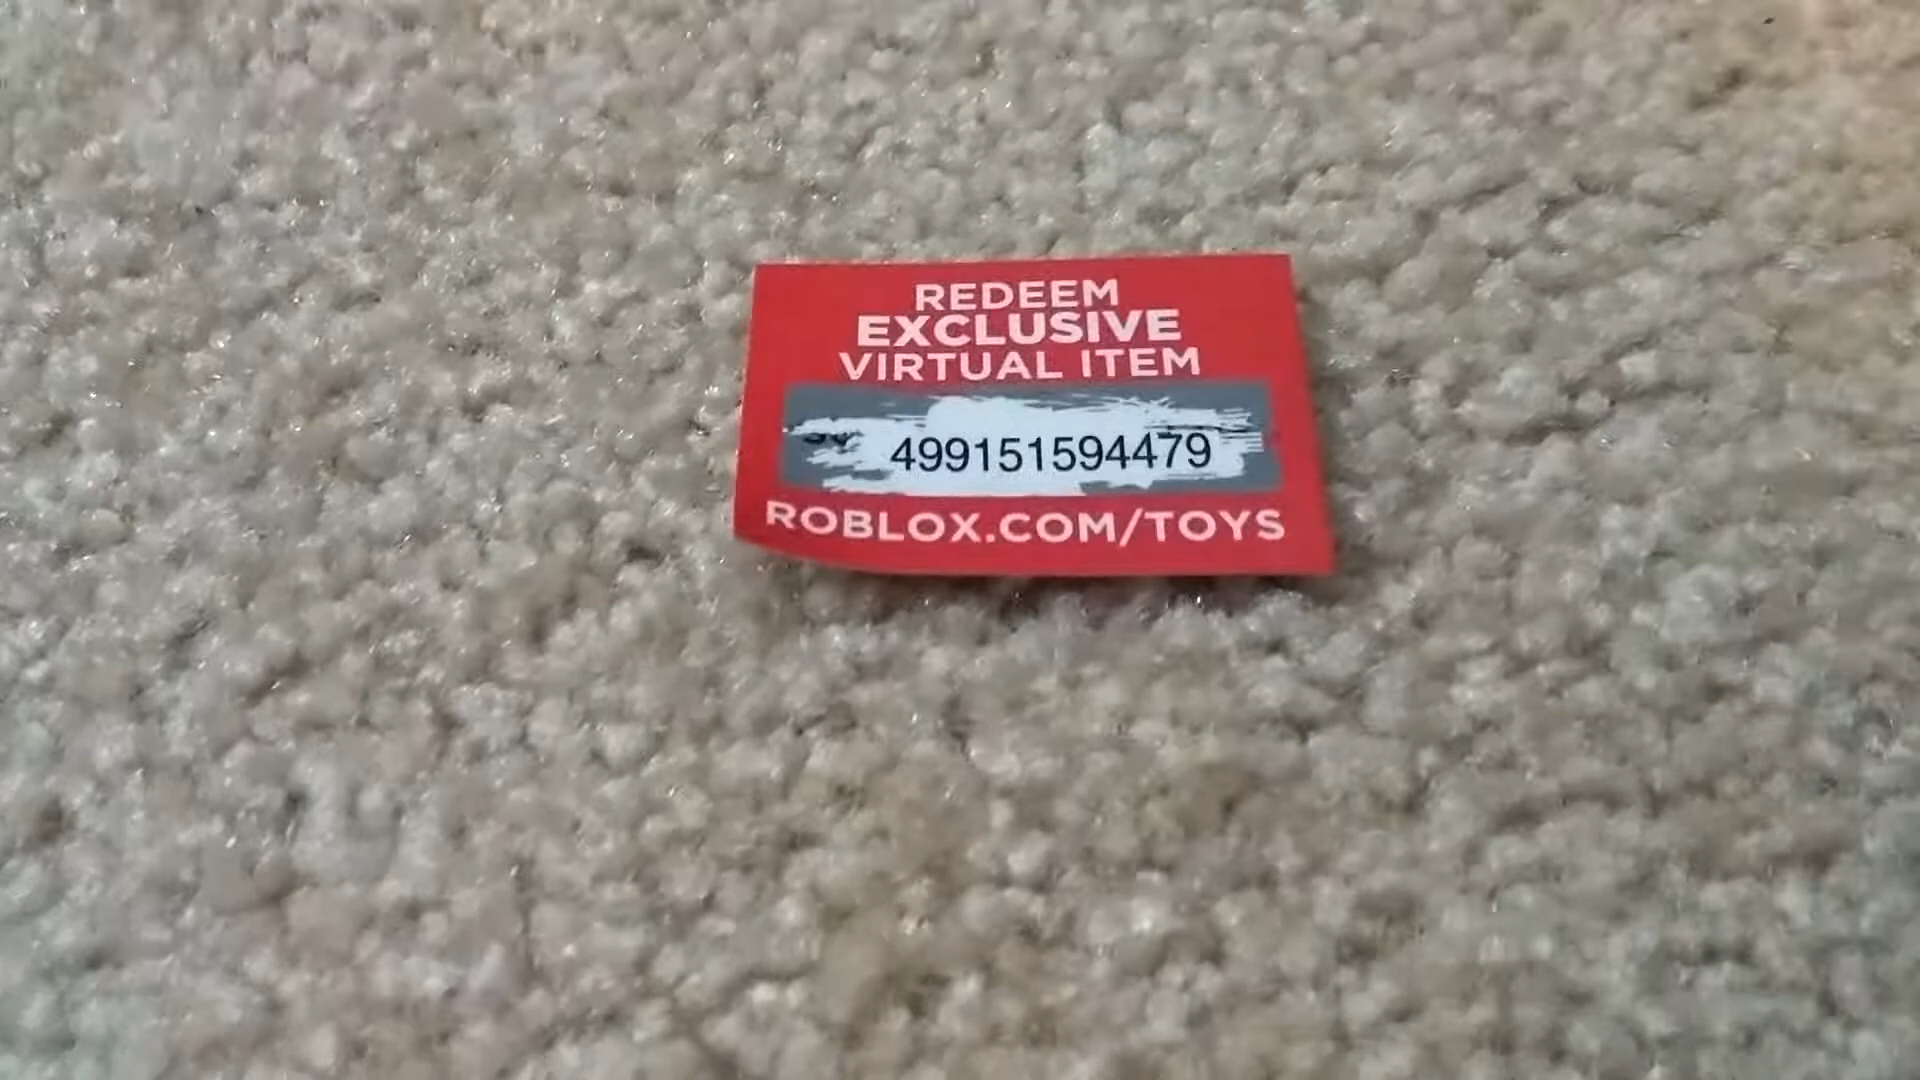 REDEEM
EXCLUSIVE
VIRTUAL ITEM
499151594479
ROBLOX.COM/TOYS